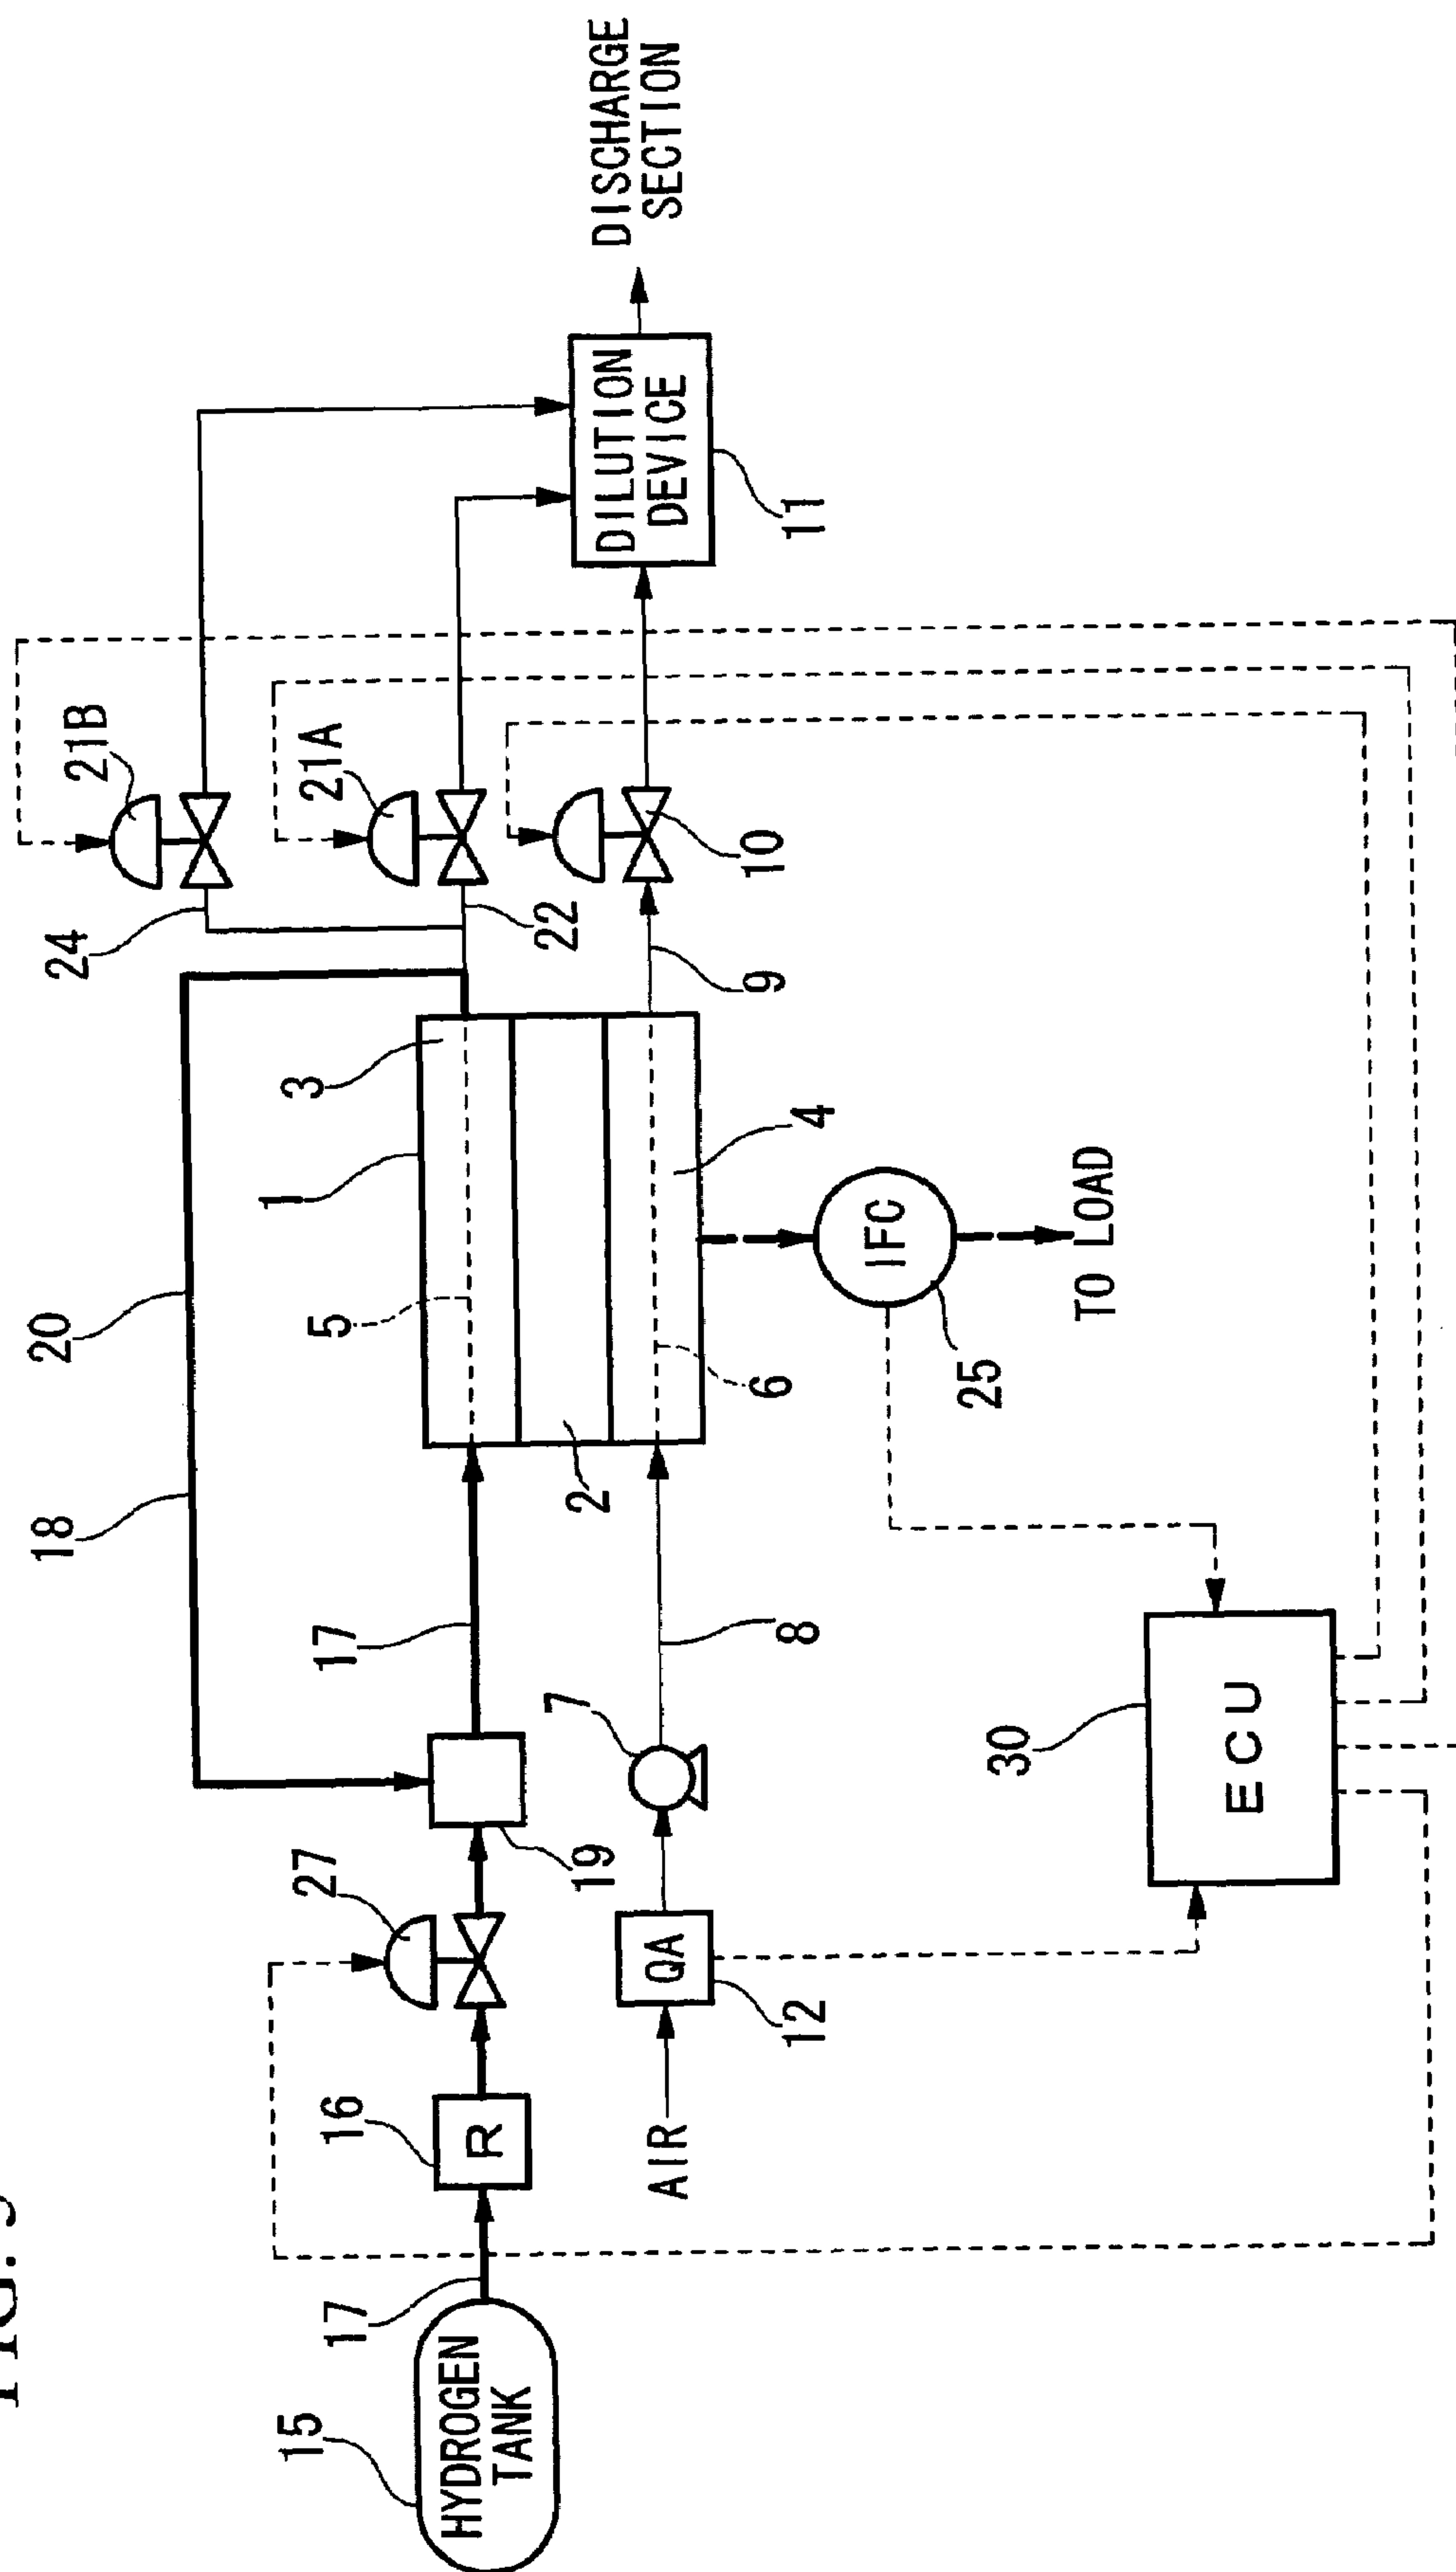 FIG.
18
20
24
21B
15
17
16
27
17
1
5
3
21A
HYDROGEN
TANK
R
19
2
22
DILUTION
DEVICE
DISCHARGE
SECTION
AIR
QA
12
7
8
6
4
9
10
11
IFC
25
TO LOAD
30
ECU